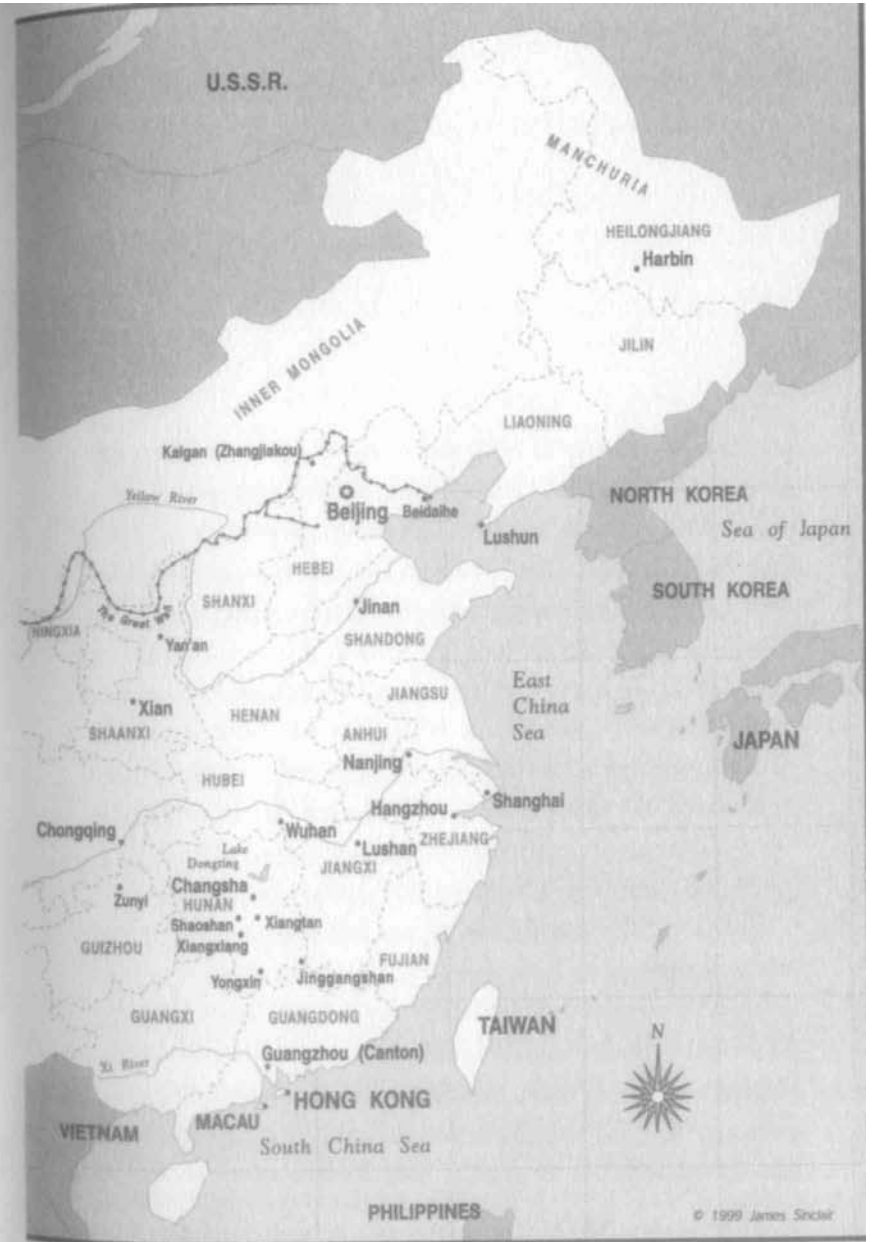 U.S.S.R.
MANCHURIA
HEILONGJIANG
Harbin
JILIN
INNER MONGOLIA
LIAONING
Kalgan (Zhangjiakou)
Yellow River
Beijing
Beidaihe
NORTH KOREA
Sea of Japan
Lushun
HEBEI
SHANXI
SOUTH KOREA
Jinan
The Great Wall
NINGXIA
SHANDONG
Yan'an
JIANGSU
East
China
Sea
Xian
HENAN
SHAANXI
ANHUI
JAPAN
Nanjing
HUBEI
Shanghai
Hangzhou
Chongqing
Wuhan
ZHEJIANG
Lushan
Lake
Dongting
JIANGXI
Changsha
Zunyi
HUNAN
Shaoshan
Xiangtan
Xiangxiang
GUIZHOU
FUJIAN
Yongxin
Jinggangshan
GUANGXI
GUANGDONG
TAIWAN
N
Xi River
Guangzhou (Canton)
HONG KONG
MACAU
VIETNAM
South China Sea
PHILIPPINES
© 1999 James Sinclair